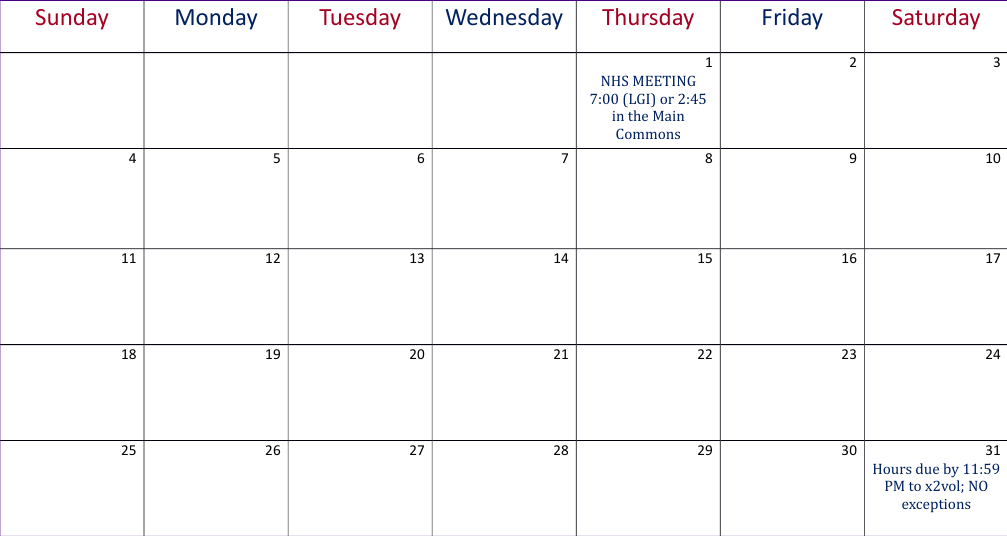 Sunday Monday Tuesday Wednesday Thursday Friday Saturday
1 2 3
NHS MEETING
7:00 (LGI) or 2:45
in the Main
Commons
4 5 6 7 8 9 10
11 12 13 14 15 16 17
18 19 20 21 22 23 24
25 26 27 28 29 30 31
Hours due by 11:59
PM to x2vol; NO
exceptions